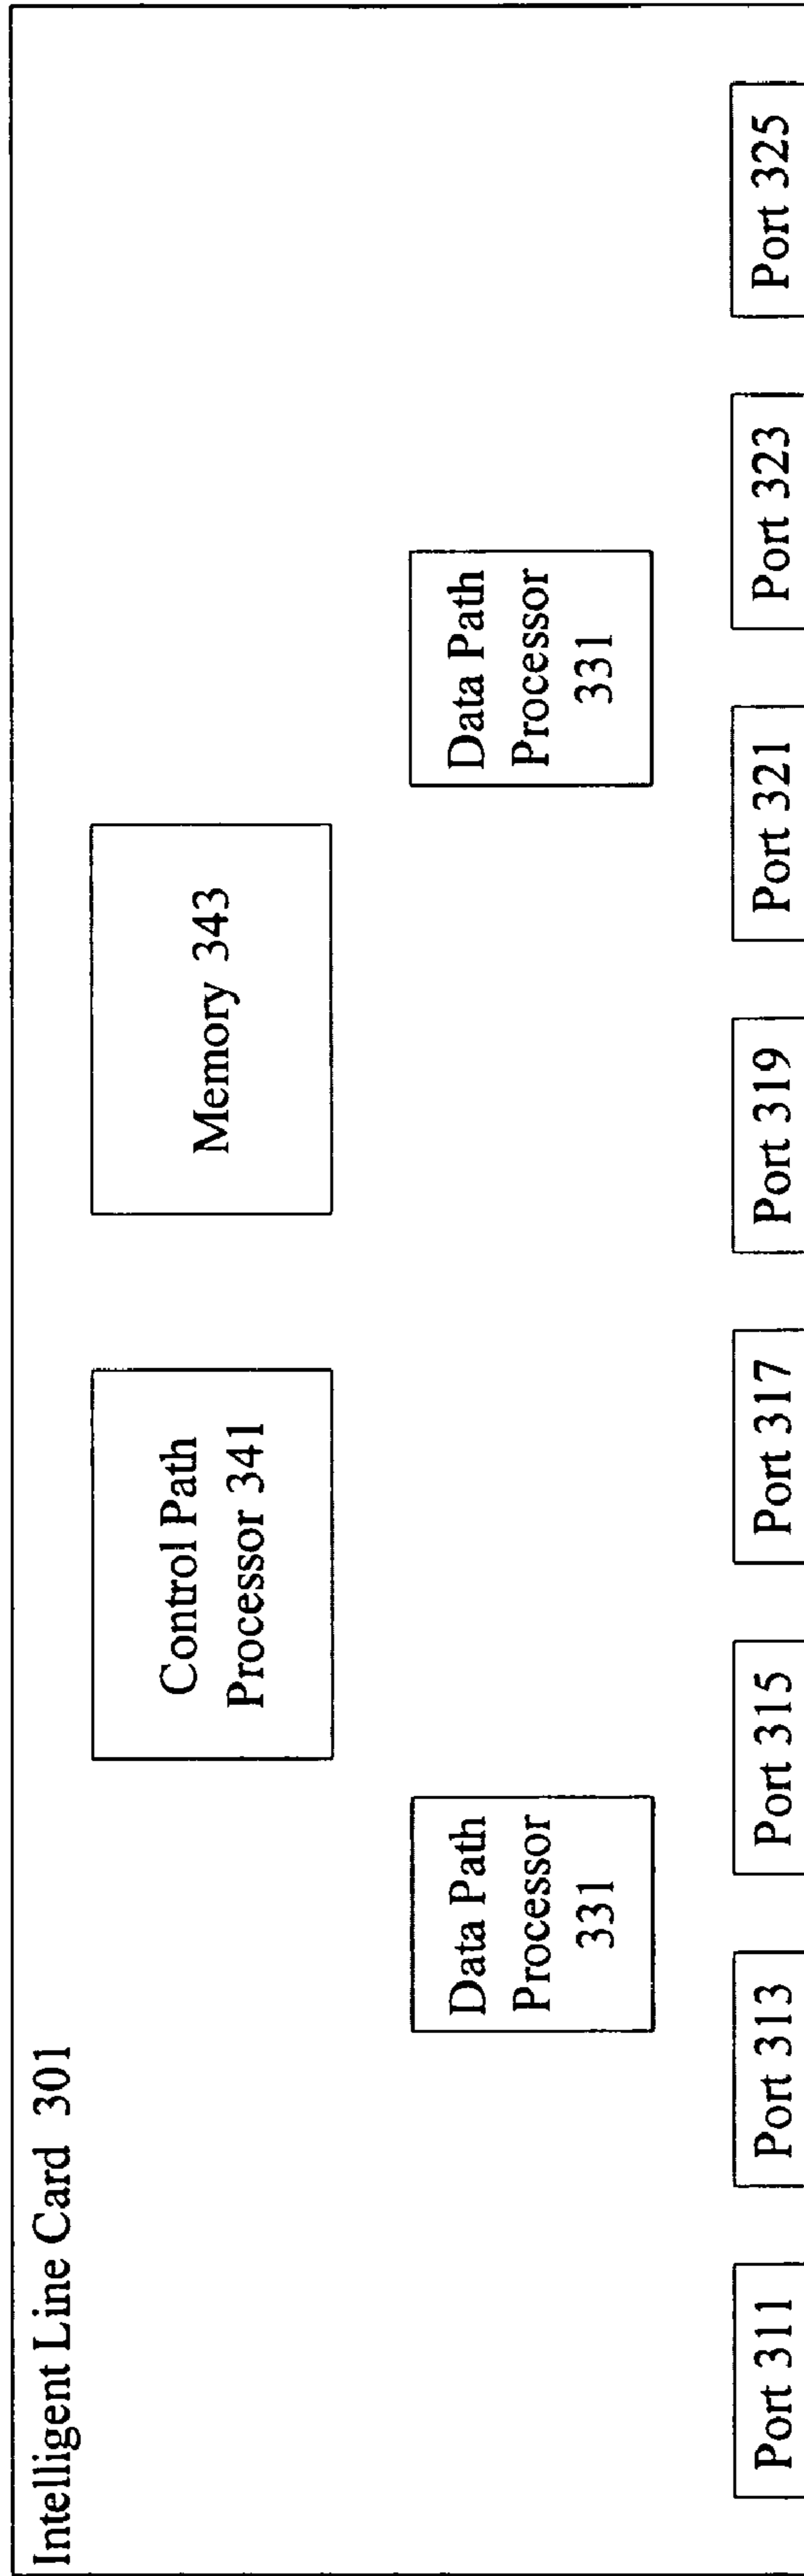 Intelligent Line Card 301
Control Path
Processor 341
Memory 343
Data Path
Processor
331
Data Path
Processor
331
Port 311
Port 313
Port 315
Port 317
Port 319
Port 321
Port 323
Port 325